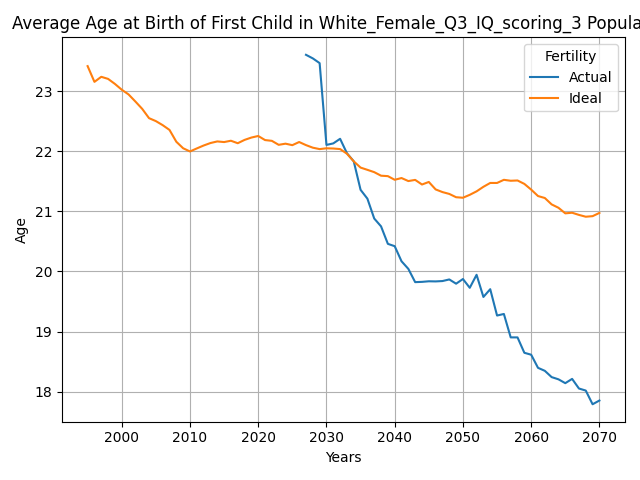 Average Age at Birth of First Child in White_Female_Q3_IQ_scoring_3 Popula
Fertility
Actual
Ideal
23
22
21
20
19
18
Age
2000 2010 2020 2030 2040 2050 2060 2070
Years